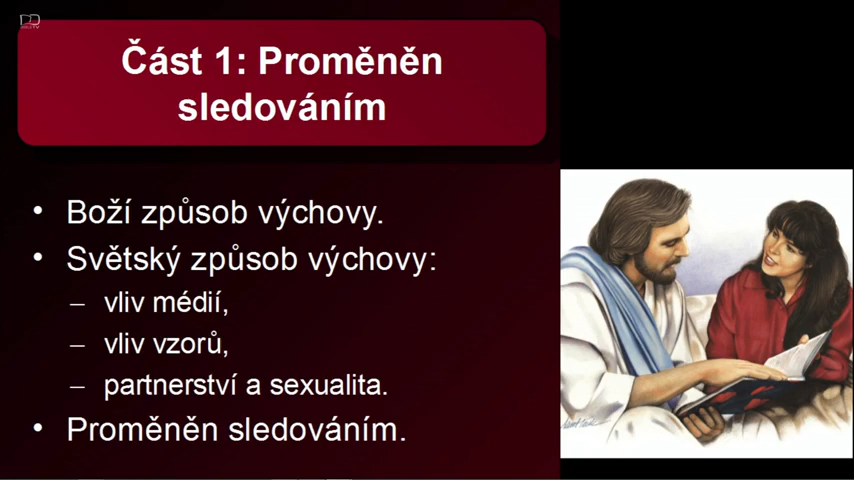 Část 1: Proměněn
sledováním
• Boží způsob výchovy.
• Světský způsob výchovy:
– vliv médií,
– vliv vzorů,
– partnerství a sexualita.
• Proměněn sledováním.